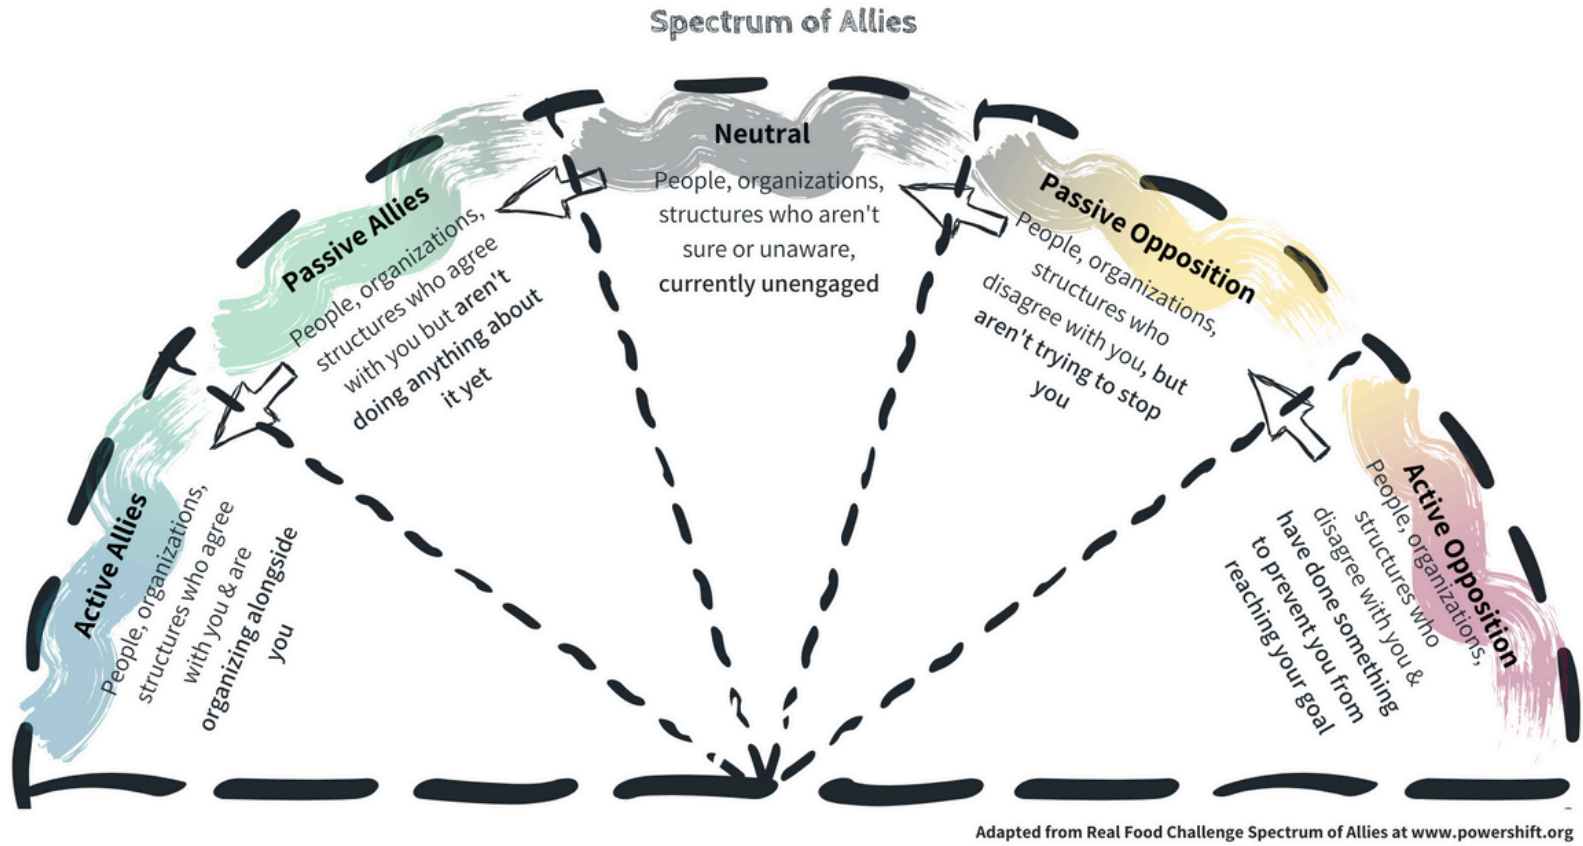 Spectrum of Allies
Active Allies
People, organizations,
structures who agree
with you & are
organizing alongside
you
Passive Allies
People, organizations,
structures who agree
with you but aren't
doing anything about
it yet
Neutral
People, organizations,
structures who aren't
sure or unaware,
currently unengaged
Passive Opposition
People, organizations,
structures who
disagree with you, but
aren't trying to stop
you
Active Opposition
People, organizations,
structures who
disagree with you &
have done something
to prevent you from
reaching your goal
Adapted from Real Food Challenge Spectrum of Allies at www.powershift.org